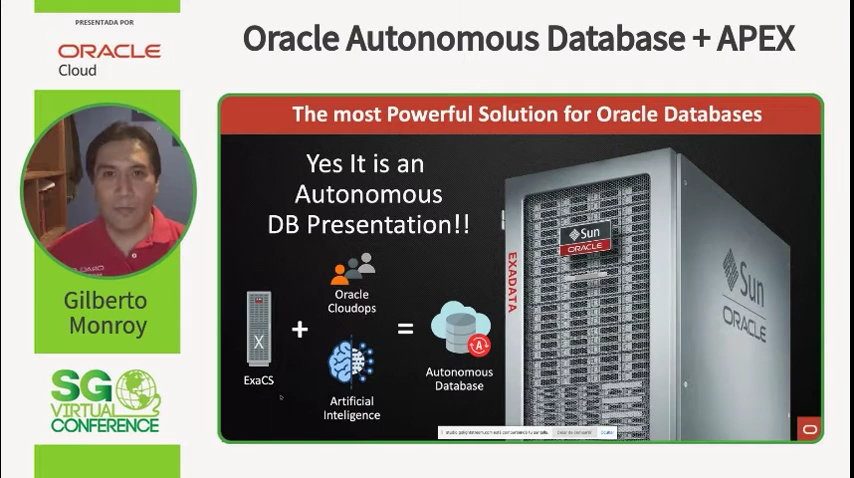 PRESENTADA POR
ORACLE
Cloud
Oracle Autonomous Database + APEX
Gilberto
Monroy
SG
VIRTUAL
CONFERENCE
The most Powerful Solution for Oracle Databases
Yes It is an
Autonomous
DB Presentation!!
Oracle
Cloudops
+
=
X
ExaCS
A
Autonomous
Database
Artificial
Inteligence
EXADATA
Sun
ORACLE
Sun
ORACLE